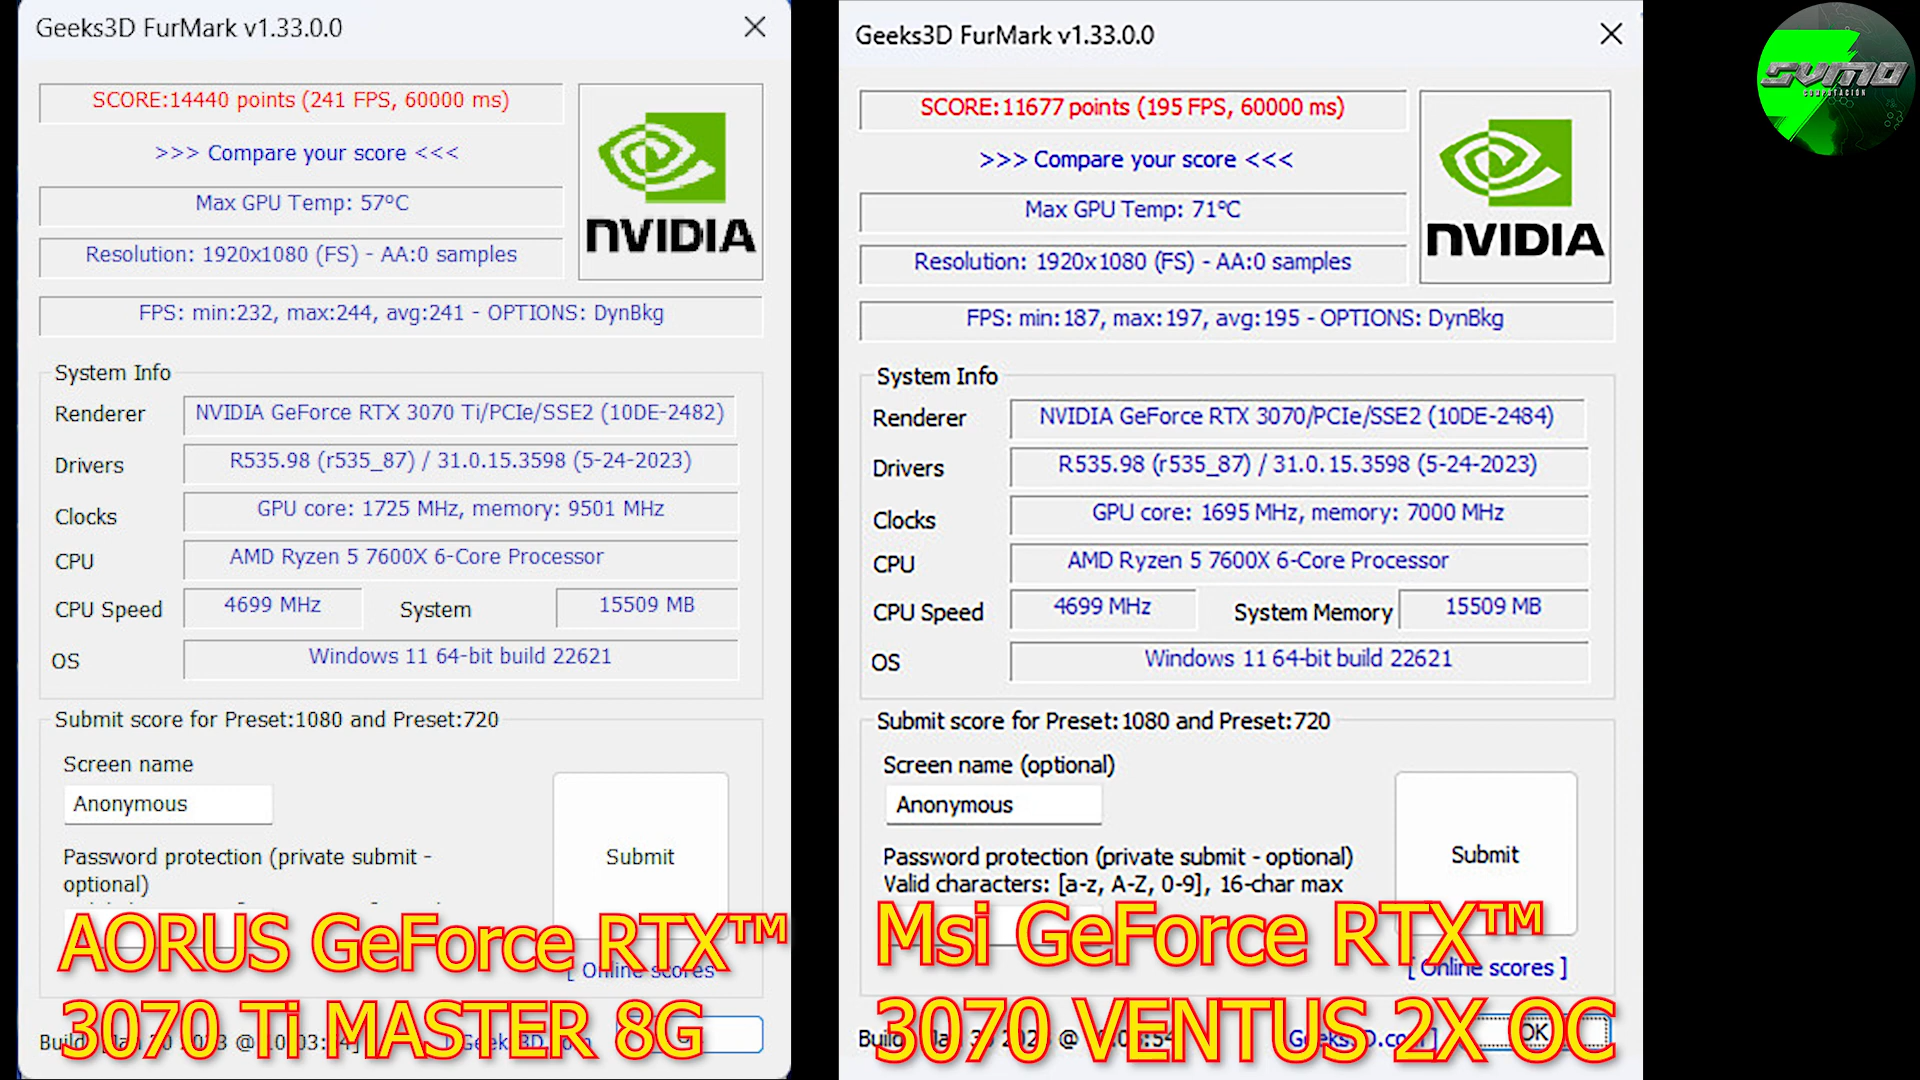 Geeks3D FurMark v1.33.0.0
SCORE:14440 points (241 FPS, 60000 ms)
>>> Compare your score <<<
Max GPU Temp: 57°C
Resolution: 1920x1080 (FS) - AA:0 samples
NVIDIA
FPS: min:232, max:244, avg:241 - OPTIONS: DynBkg
System Info
Renderer NVIDIA GeForce RTX 3070 Ti/PCIe/SSE2 (10DE-2482)
Drivers R535.98 (r535_87) / 31.0.15.3598 (5-24-2023)
Clocks GPU core: 1725 MHz, memory: 9501 MHz
CPU AMD Ryzen 5 7600X 6-Core Processor
CPU Speed 4699 MHz System 15509 MB
OS Windows 11 64-bit build 22621
Submit score for Preset:1080 and Preset:720
Screen name
Anonymous
Password protection (private submit -
optional)
Submit
[ Online scores
AORUS GeForce RTX™
3070 Ti MASTER 8G
Geeks3D FurMark v1.33.0.0
SCORE:11677 points (195 FPS, 60000 ms)
>>> Compare your score <<<
Max GPU Temp: 71°C
Resolution: 1920x1080 (FS) - AA:0 samples
NVIDIA
FPS: min:187, max:197, avg:195 - OPTIONS: DynBkg
System Info
Renderer NVIDIA GeForce RTX 3070/PCIe/SSE2 (10DE-2484)
Drivers R535.98 (r535_87) / 31.0.15.3598 (5-24-2023)
Clocks GPU core: 1695 MHz, memory: 7000 MHz
CPU AMD Ryzen 5 7600X 6-Core Processor
CPU Speed 4699 MHz System Memory 15509 MB
OS Windows 11 64-bit build 22621
Submit score for Preset:1080 and Preset:720
Screen name (optional)
Anonymous
Password protection (private submit - optional)
Valid characters: [a-z, A-Z, 0-9], 16-char max
Submit
[ Online scores ]
Msi GeForce RTX™
3070 VENTUS 2X OC
OK
SVMO
COMPUTACIÓN